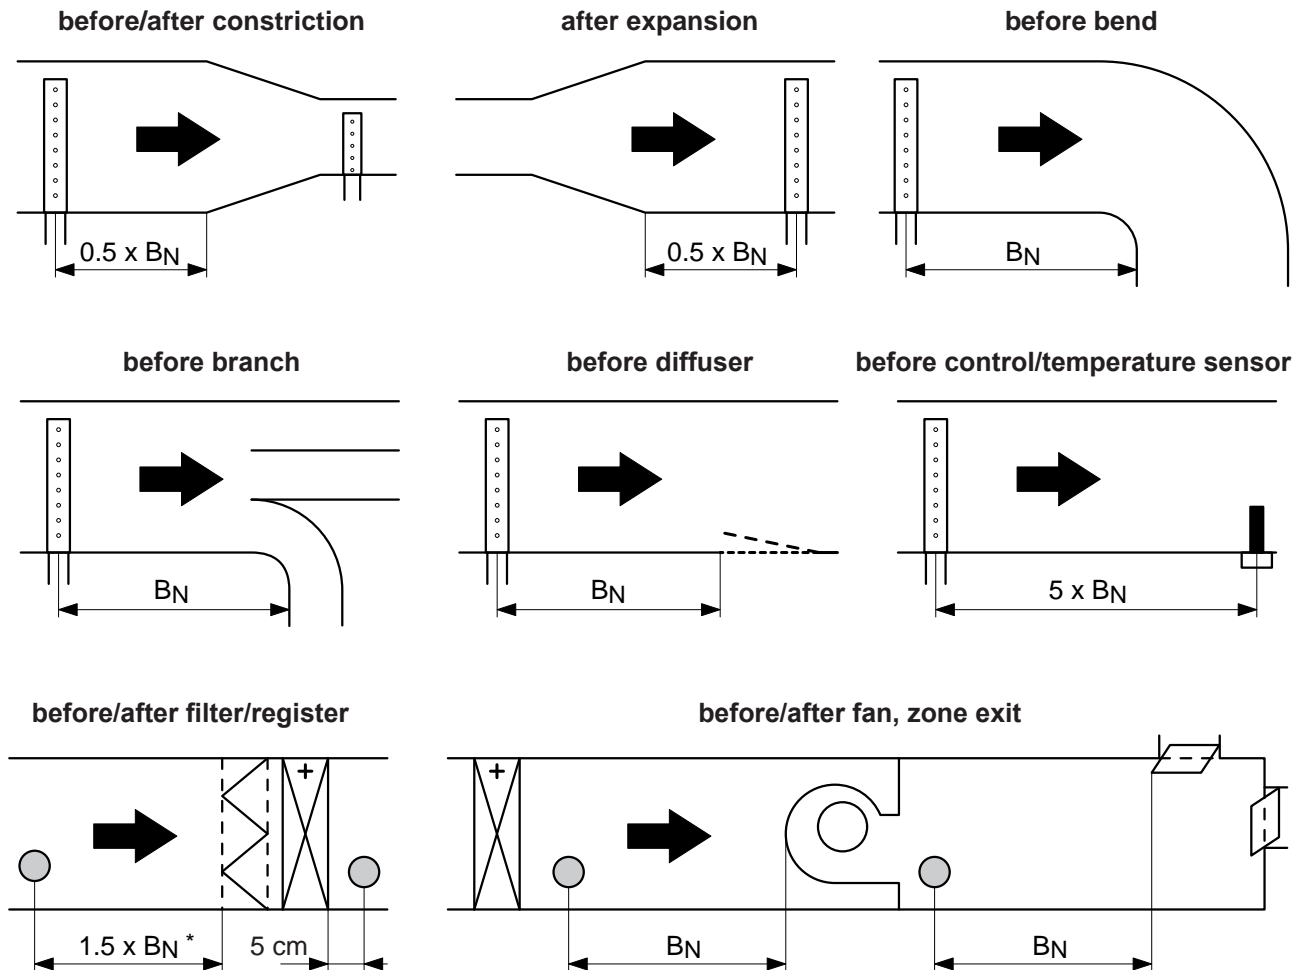 before/after constriction
after expansion
before bend
0.5 x BN
0.5 x BN
BN
before branch
before diffuser
before control/temperature sensor
BN
BN
5 x BN
before/after filter/register
before/after fan, zone exit
+
+
1.5 x BN *
5 cm
BN
BN